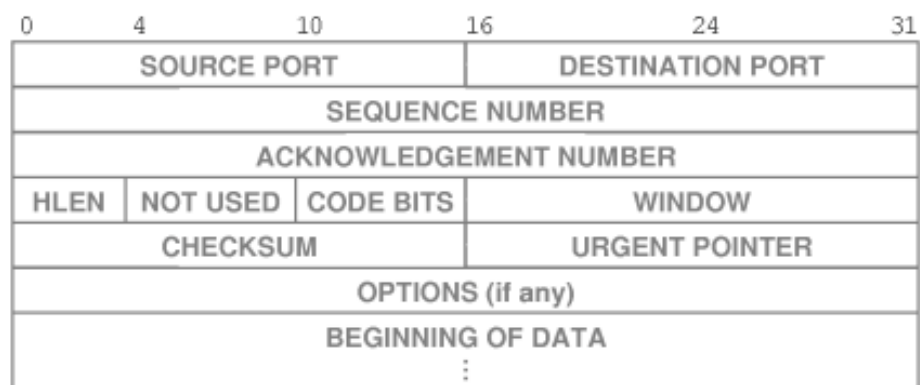 0 4 10 16 24 31
SOURCE PORT DESTINATION PORT
SEQUENCE NUMBER
ACKNOWLEDGEMENT NUMBER
HLEN NOT USED CODE BITS WINDOW
CHECKSUM URGENT POINTER
OPTIONS (if any)
BEGINNING OF DATA
⋮